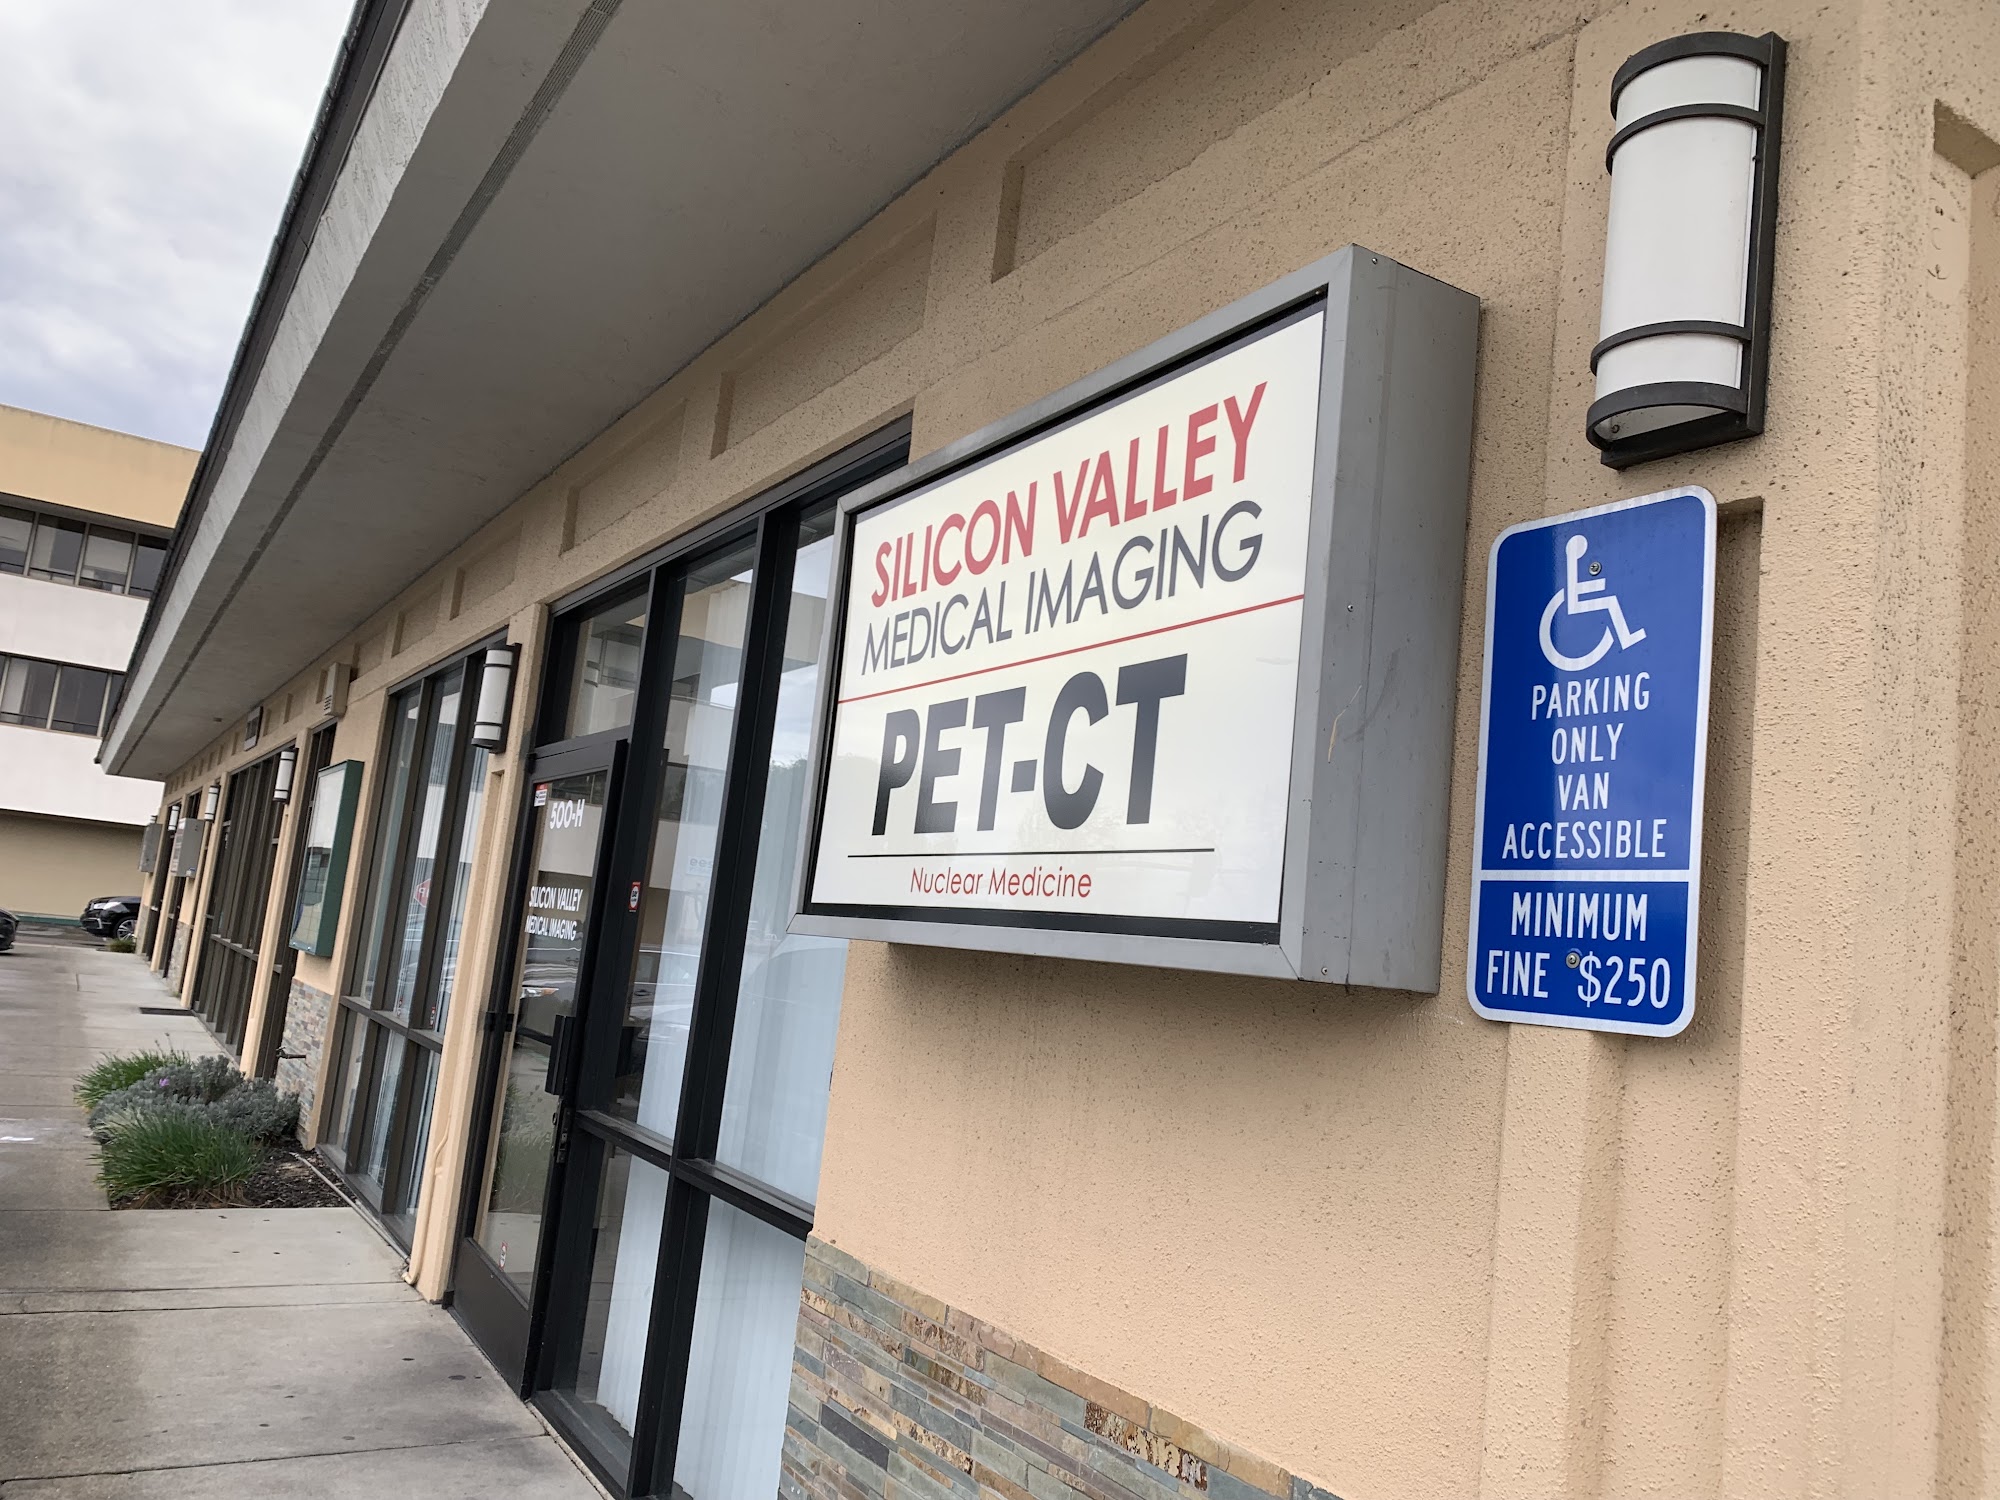 SILICON VALLEY
MEDICAL IMAGING
PET-CT
Nuclear Medicine
PARKING
ONLY
VAN
ACCESSIBLE
MINIMUM
FINE $250
500-H
SILICON VALLEY
MEDICAL IMAGING